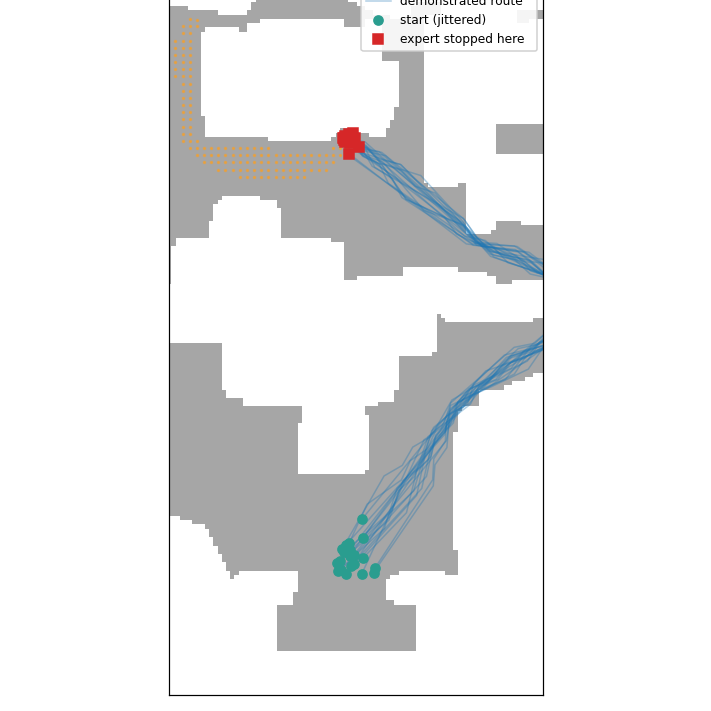 demonstrated route
start (jittered)
expert stopped here